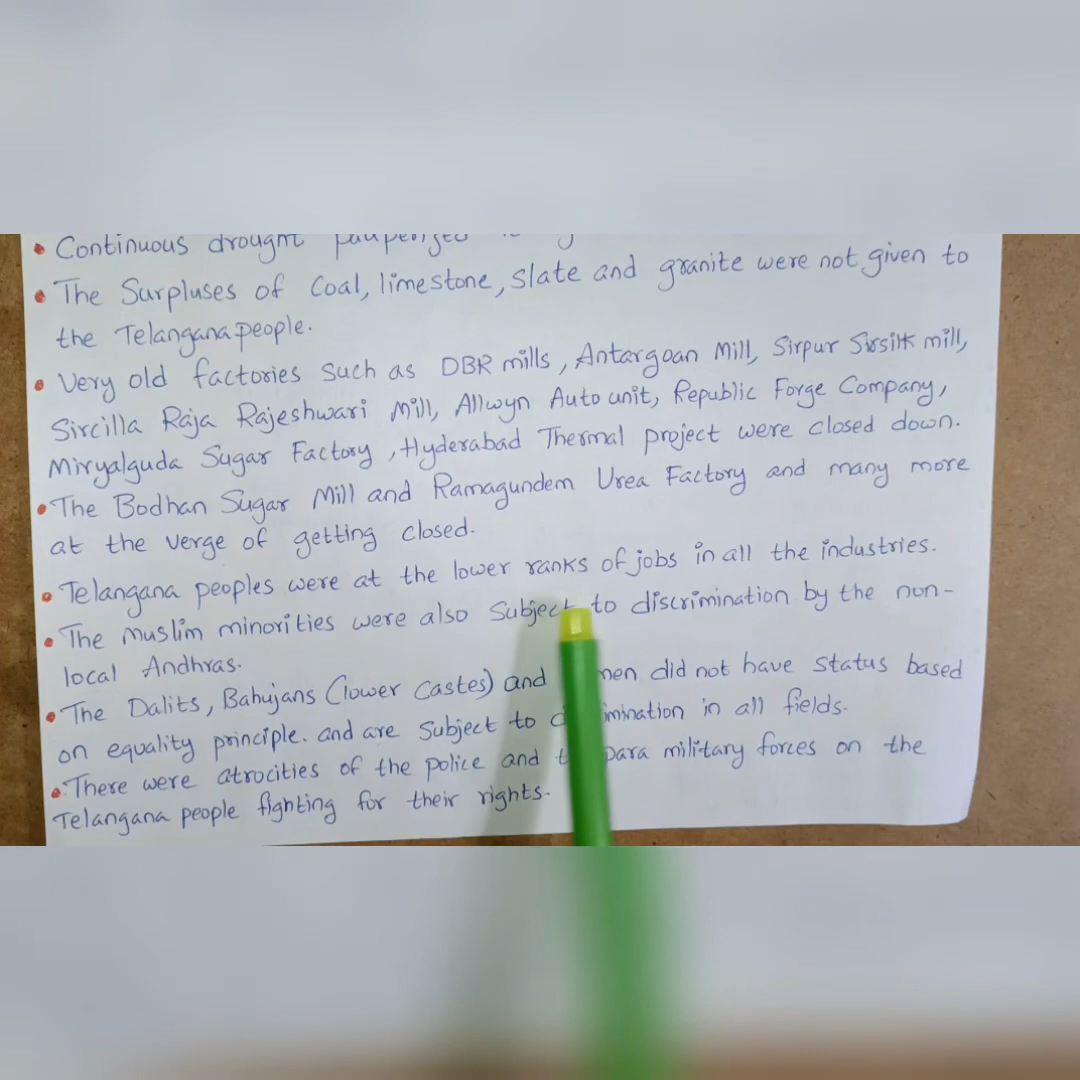 • Continuous drought pauperised
• The Surpluses of Coal, limestone, Slate and granite were not given to
the Telangana people.
• Very old factories such as DBR mills, Antargoan Mill, Sirpur Sirsilk mill,
Sircilla Raja Rajeshwari Mill, Allwyn Auto unit, Republic Forge Company,
Miryalguda Sugar Factory, Hyderabad Thermal project were closed down.
• The Bodhan Sugar Mill and Ramagundem Urea Factory and many more
at the verge of getting closed.
• Telangana peoples were at the lower ranks of jobs in all the industries.
• The Muslim minorities were also Subject to discrimination by the non-
local Andhras.
• The Dalits, Bahujans (lower Castes) and men did not have Status based
on equality principle. and are Subject to d imination in all fields.
• There were atrocities of the police and t para military forces on the
Telangana people fighting for their rights.